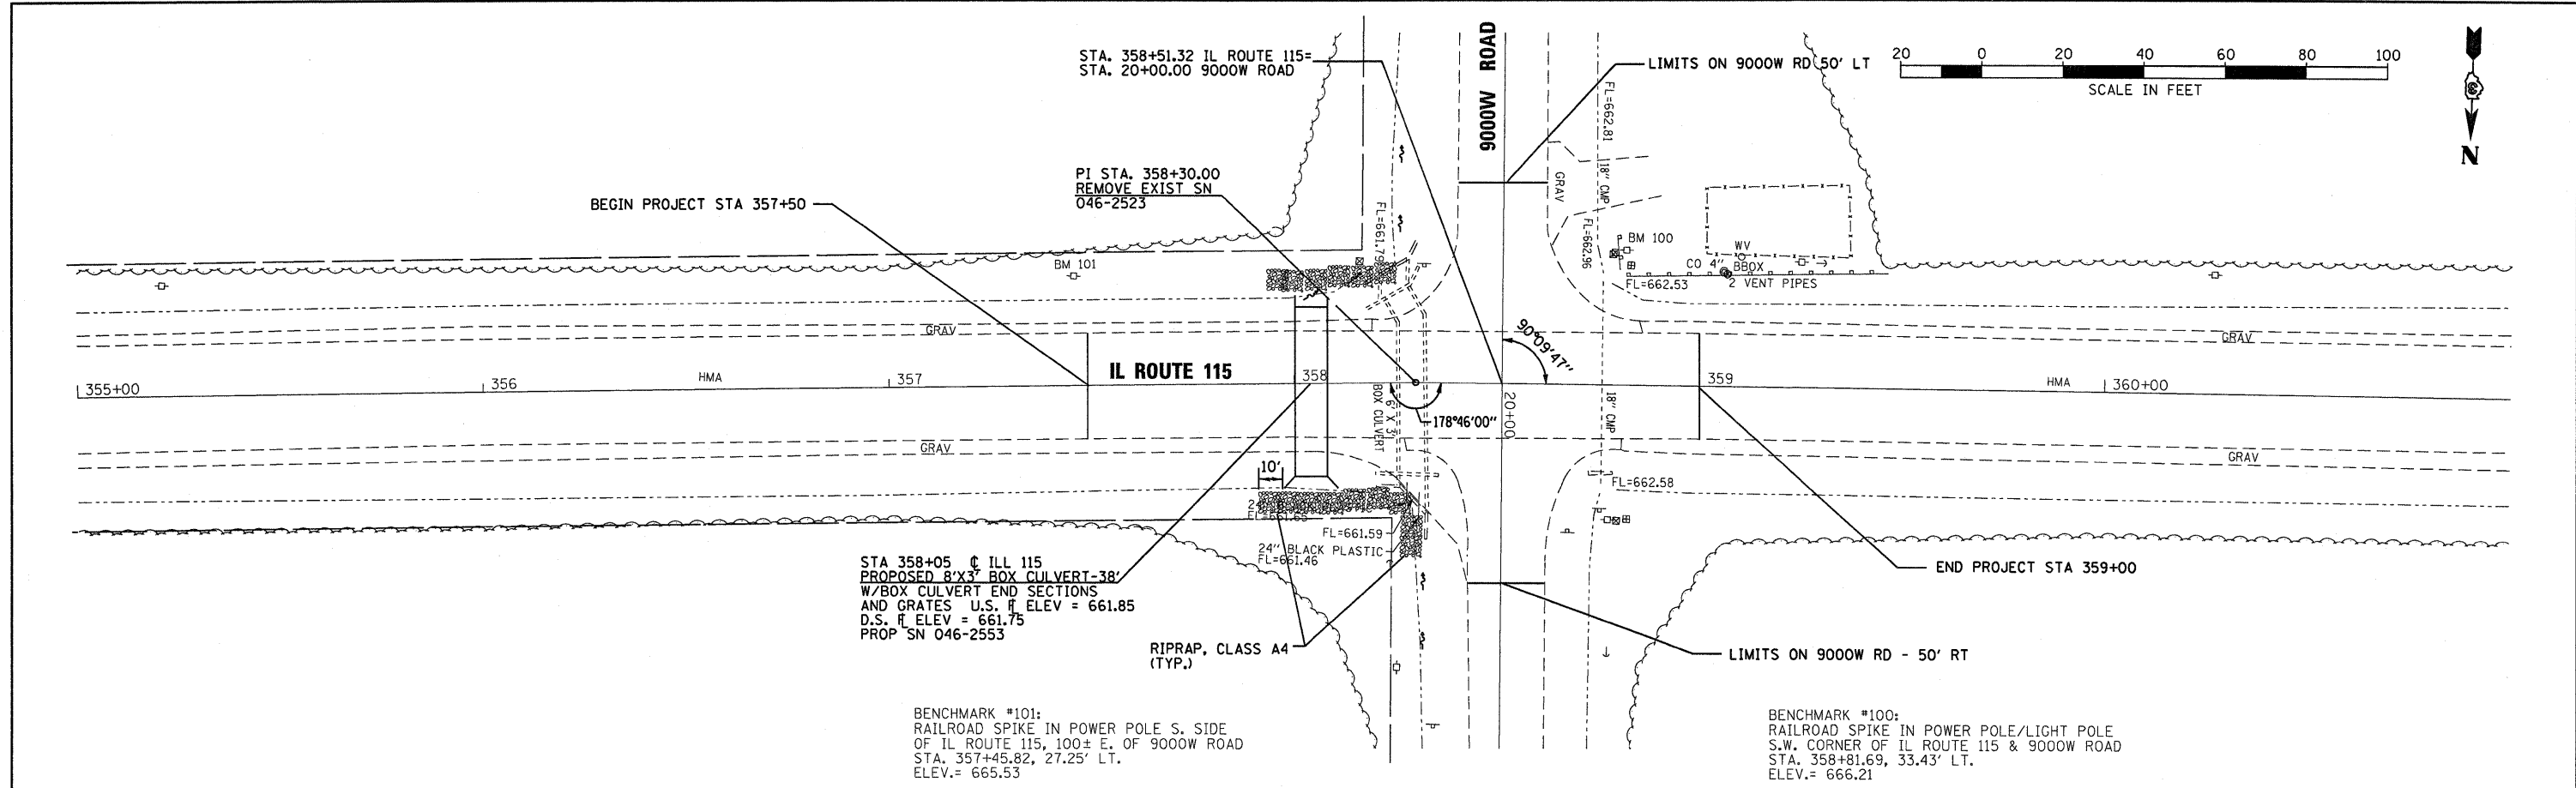 STA. 358+51.32 IL ROUTE 115=
STA. 20+00.00 9000W ROAD
9000W ROAD
LIMITS ON 9000W RD 50' LT
20 0 20 40 60 80 100
SCALE IN FEET
N
FL=662.81
18" CMP
GRAV
FL=662.96
PI STA. 358+30.00
REMOVE EXIST SN
046-2523
BEGIN PROJECT STA 357+50
FL=661.79
BM 101
BM 100
WV
CO 4"
BBOX
2 VENT PIPES
FL=662.53
90°09'47"
GRAV
GRAV
IL ROUTE 115
355+00
356
HMA
357
358
359
HMA
360+00
6' X 3'
BOX CULVERT
178°46'00"
20+00
18" CMP
GRAV
GRAV
10'
FL=661.65
FL=662.58
FL=661.59
24" BLACK PLASTIC
FL=661.46
STA 358+05 ℄ ILL 115
PROPOSED 8'X3' BOX CULVERT-38'
W/BOX CULVERT END SECTIONS
AND GRATES U.S. FL ELEV = 661.85
D.S. FL ELEV = 661.75
PROP SN 046-2553
END PROJECT STA 359+00
RIPRAP, CLASS A4
(TYP.)
LIMITS ON 9000W RD - 50' RT
BENCHMARK #101:
RAILROAD SPIKE IN POWER POLE S. SIDE
OF IL ROUTE 115, 100± E. OF 9000W ROAD
STA. 357+45.82, 27.25' LT.
ELEV.= 665.53
BENCHMARK #100:
RAILROAD SPIKE IN POWER POLE/LIGHT POLE
S.W. CORNER OF IL ROUTE 115 & 9000W ROAD
STA. 358+81.69, 33.43' LT.
ELEV.= 666.21